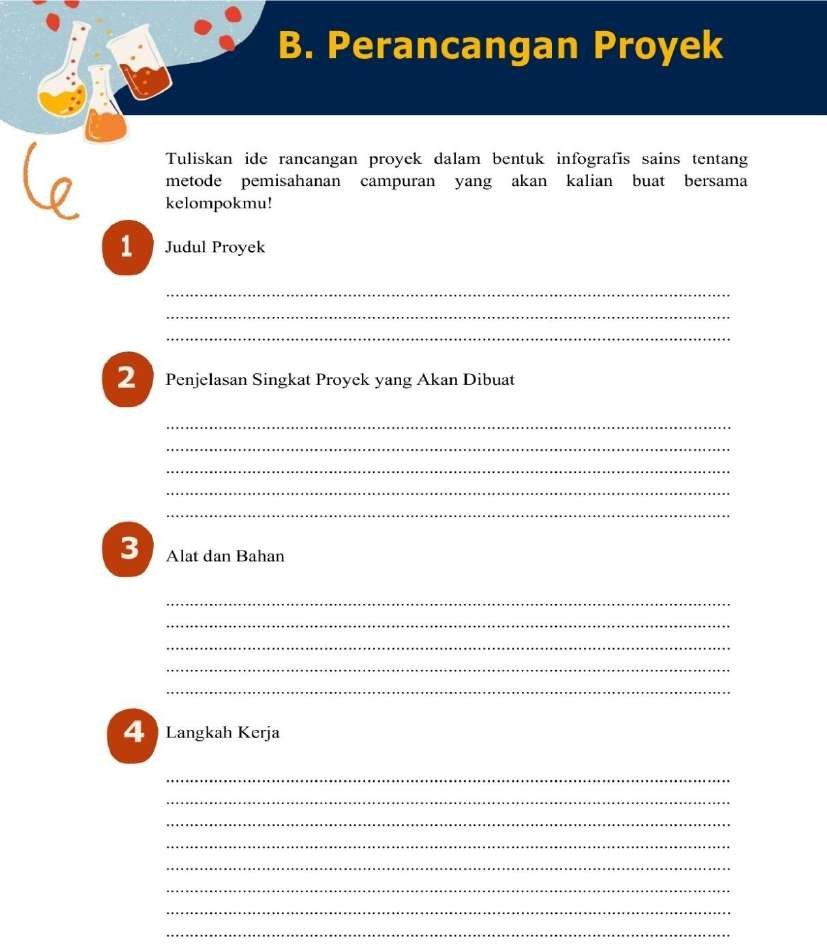 B. Perancangan Proyek
Tuliskan ide rancangan proyek dalam bentuk infografis sains tentang
metode pemisahanan campuran yang akan kalian buat bersama
kelompokmu!
1 Judul Proyek
2 Penjelasan Singkat Proyek yang Akan Dibuat
3 Alat dan Bahan
4 Langkah Kerja